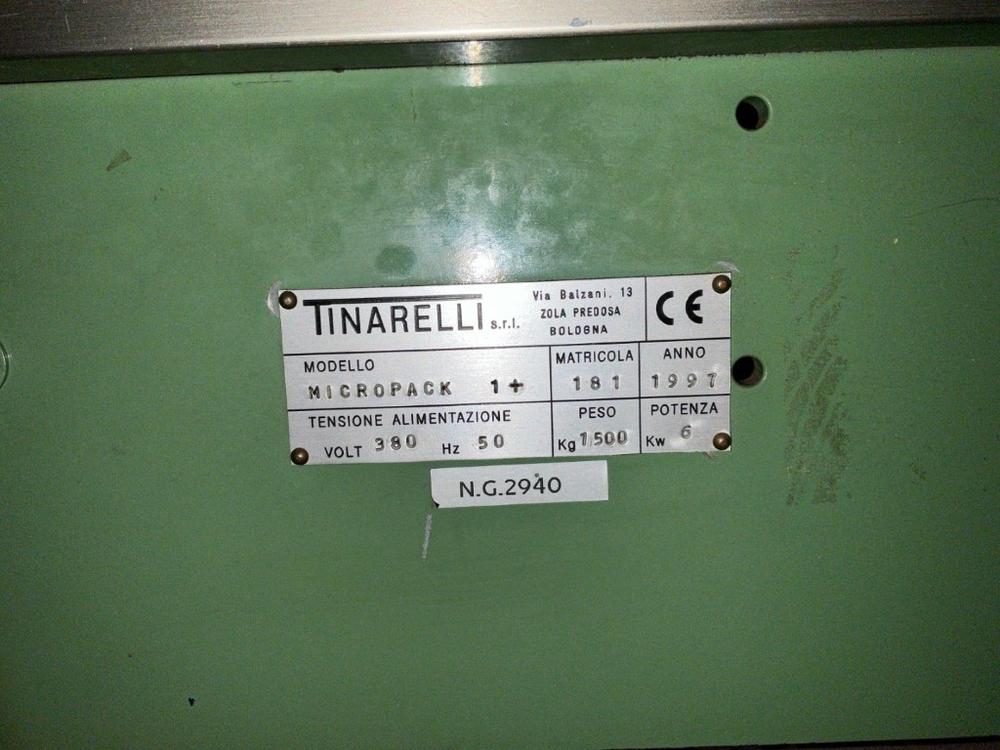 TINARELLI s.r.l.
Via Balzani. 13
ZOLA PREDOSA
BOLOGNA
CE
MODELLO
MICROPACK 1+
MATRICOLA
181
ANNO
1997
TENSIONE ALIMENTAZIONE
VOLT 380 Hz 50
PESO
Kg 1500
POTENZA
Kw 6
N.G.2940